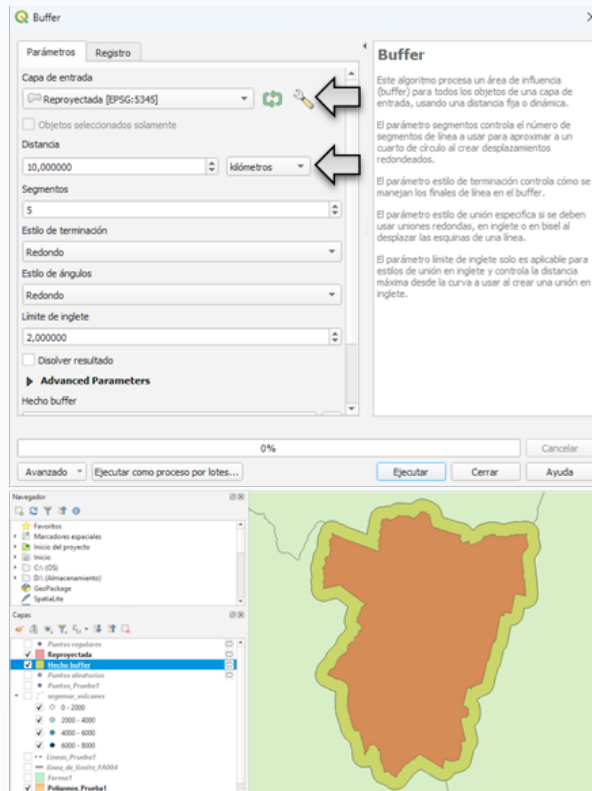 Buffer
Parámetros
Registro
Capa de entrada
Reproyectada [EPSG:5345]
Objetos seleccionados solamente
Distancia
10,000000
kilómetros
Segmentos
5
Estilo de terminación
Redondo
Estilo de ángulos
Redondo
Límite de inglete
2,000000
Disolver resultado
Advanced Parameters
Hecho buffer
Buffer
Este algoritmo procesa un área de influencia
(buffer) para todos los objetos de una capa de
entrada, usando una distancia fija o dinámica.
El parámetro segmentos controla el número de
segmentos de línea a usar para aproximar a un
cuarto de círculo al crear desplazamientos
redondeados.
El parámetro estilo de terminación controla cómo se
manejan los finales de línea en el buffer.
El parámetro estilo de unión especifica si se deben
usar uniones redondas, en inglete o en bisel al
desplazar las esquinas de una línea.
El parámetro límite de inglete solo es aplicable para
estilos de unión en inglete y controla la distancia
máxima desde la curva a usar al crear una unión en
inglete.
0%
Cancelar
Avanzado
Ejecutar como proceso por lotes...
Ejecutar
Cerrar
Ayuda
Navegador
Favoritos
Marcadores espaciales
Inicio del proyecto
Inicio
C:\ (OS)
D:\ (Almacenamiento)
GeoPackage
SpatiaLite
Capas
Puntos regulares
Reproyectada
Hecho buffer
Puntos aleatorios
Puntos_Prueba1
segemar_volcanes
0 - 2000
2000 - 4000
4000 - 6000
6000 - 8000
Lineas_Prueba1
linea_de_limite_FA004
Forma1
Poligonos_Prueba1